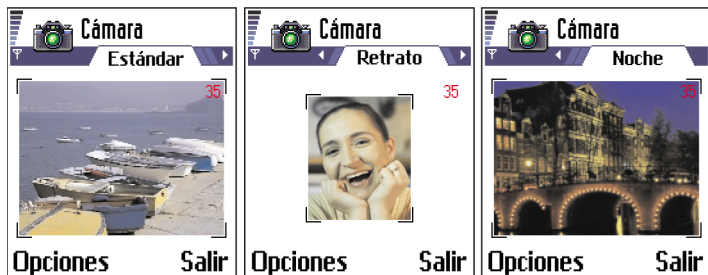 Cámara
Estándar
35
Opciones Salir
Cámara
Retrato
35
Opciones Salir
Cámara
Noche
35
Opciones Salir